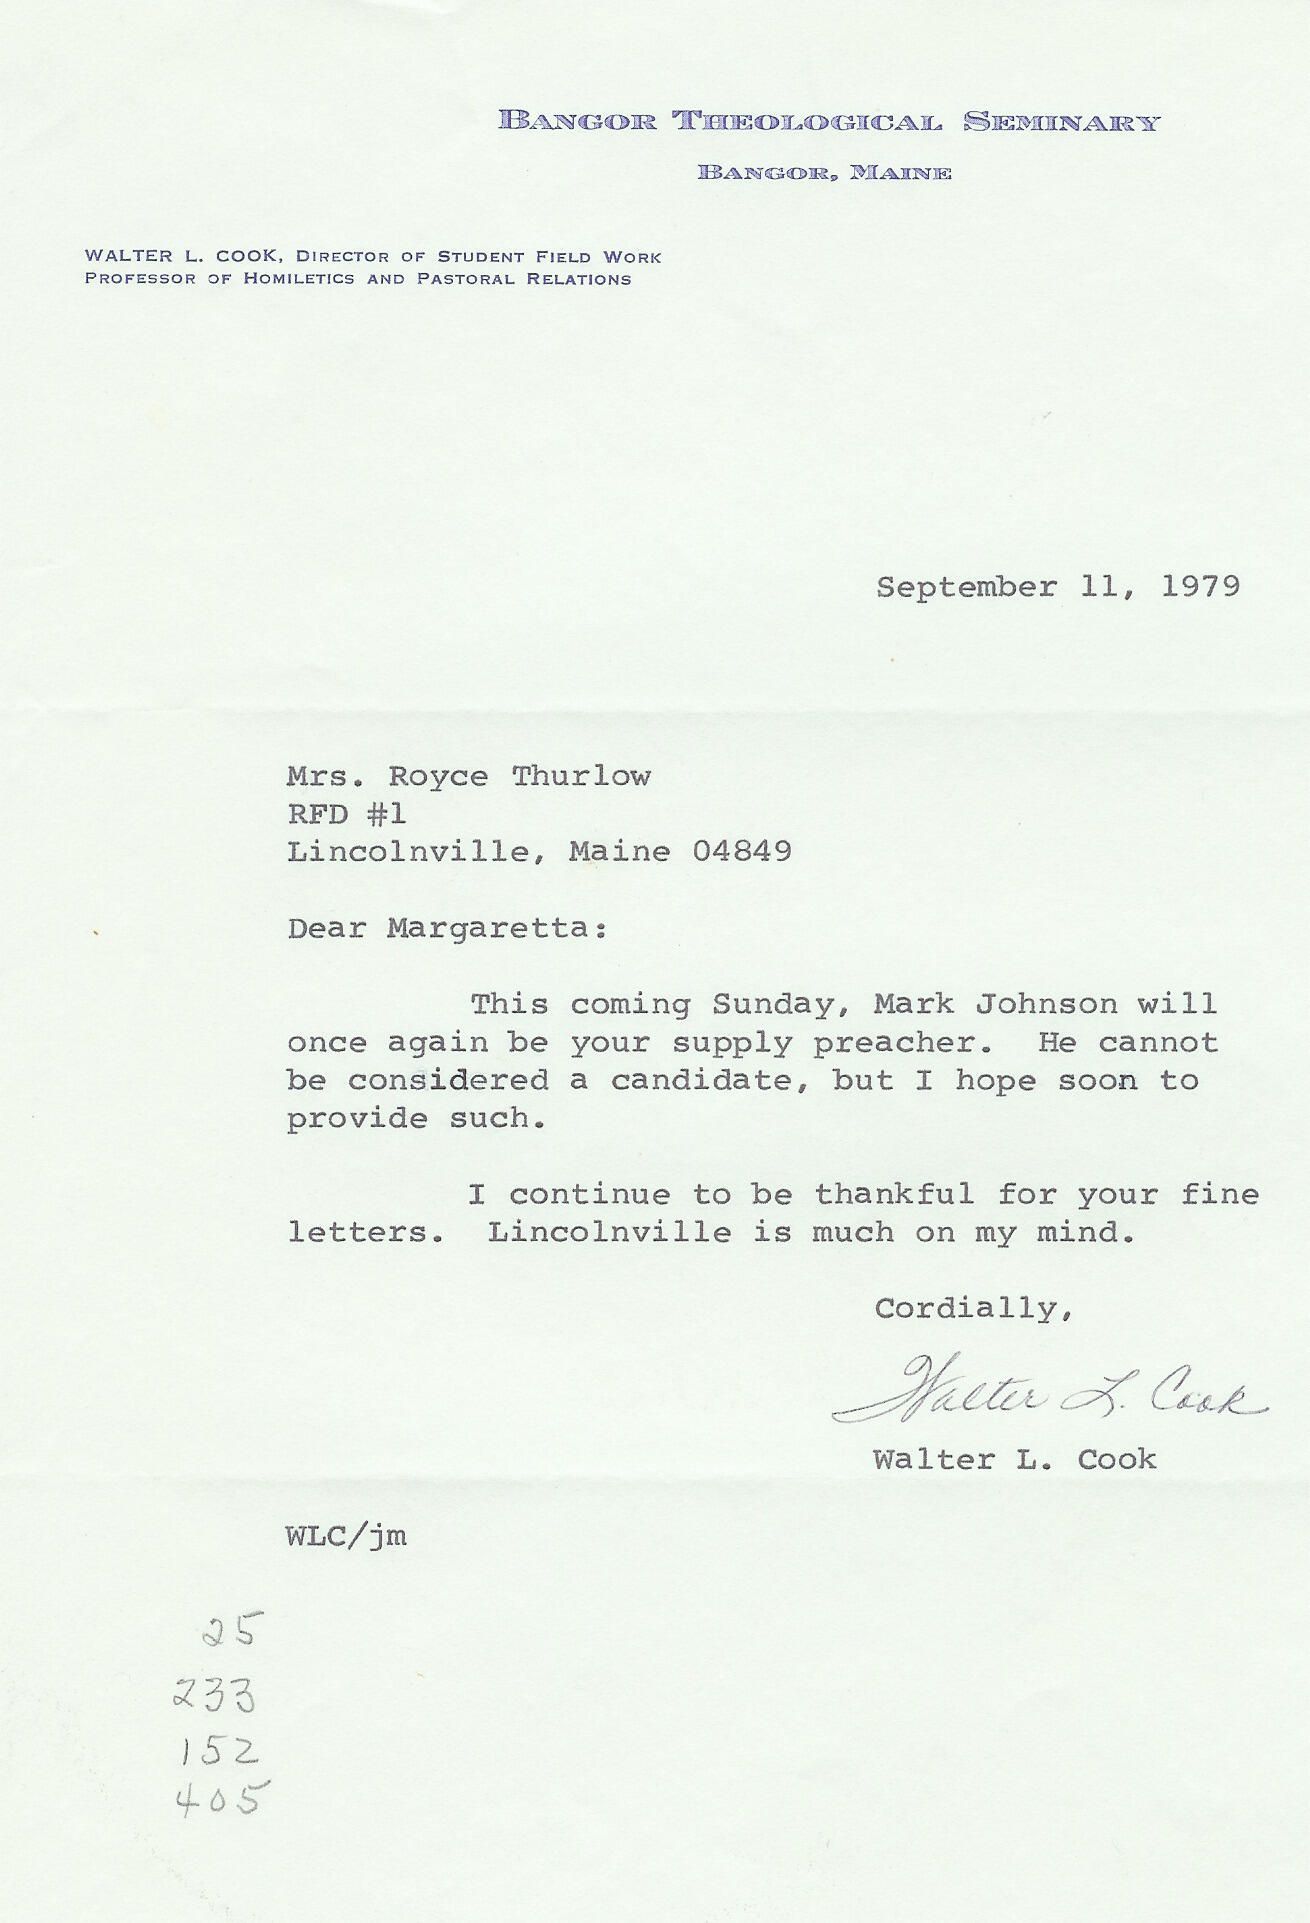 BANGOR THEOLOGICAL SEMINARY
BANGOR, MAINE
WALTER L. COOK, DIRECTOR OF STUDENT FIELD WORK
PROFESSOR OF HOMILETICS AND PASTORAL RELATIONS
September 11, 1979
Mrs. Royce Thurlow
RFD #1
Lincolnville, Maine 04849
Dear Margaretta:
This coming Sunday, Mark Johnson will
once again be your supply preacher. He cannot
be considered a candidate, but I hope soon to
provide such.
I continue to be thankful for your fine
letters. Lincolnville is much on my mind.
Cordially,
Walter L. Cook
Walter L. Cook
WLC/jm
25
233
152
405